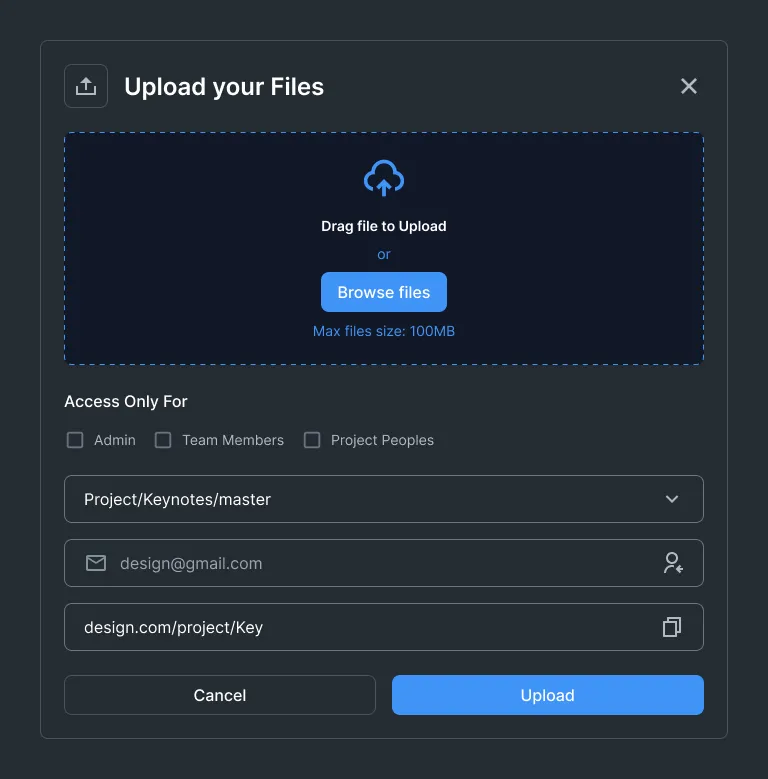 Upload your Files
Drag file to Upload
or
Browse files
Max files size: 100MB
Access Only For
Admin Team Members Project Peoples
Project/Keynotes/master
design@gmail.com
design.com/project/Key
Cancel Upload